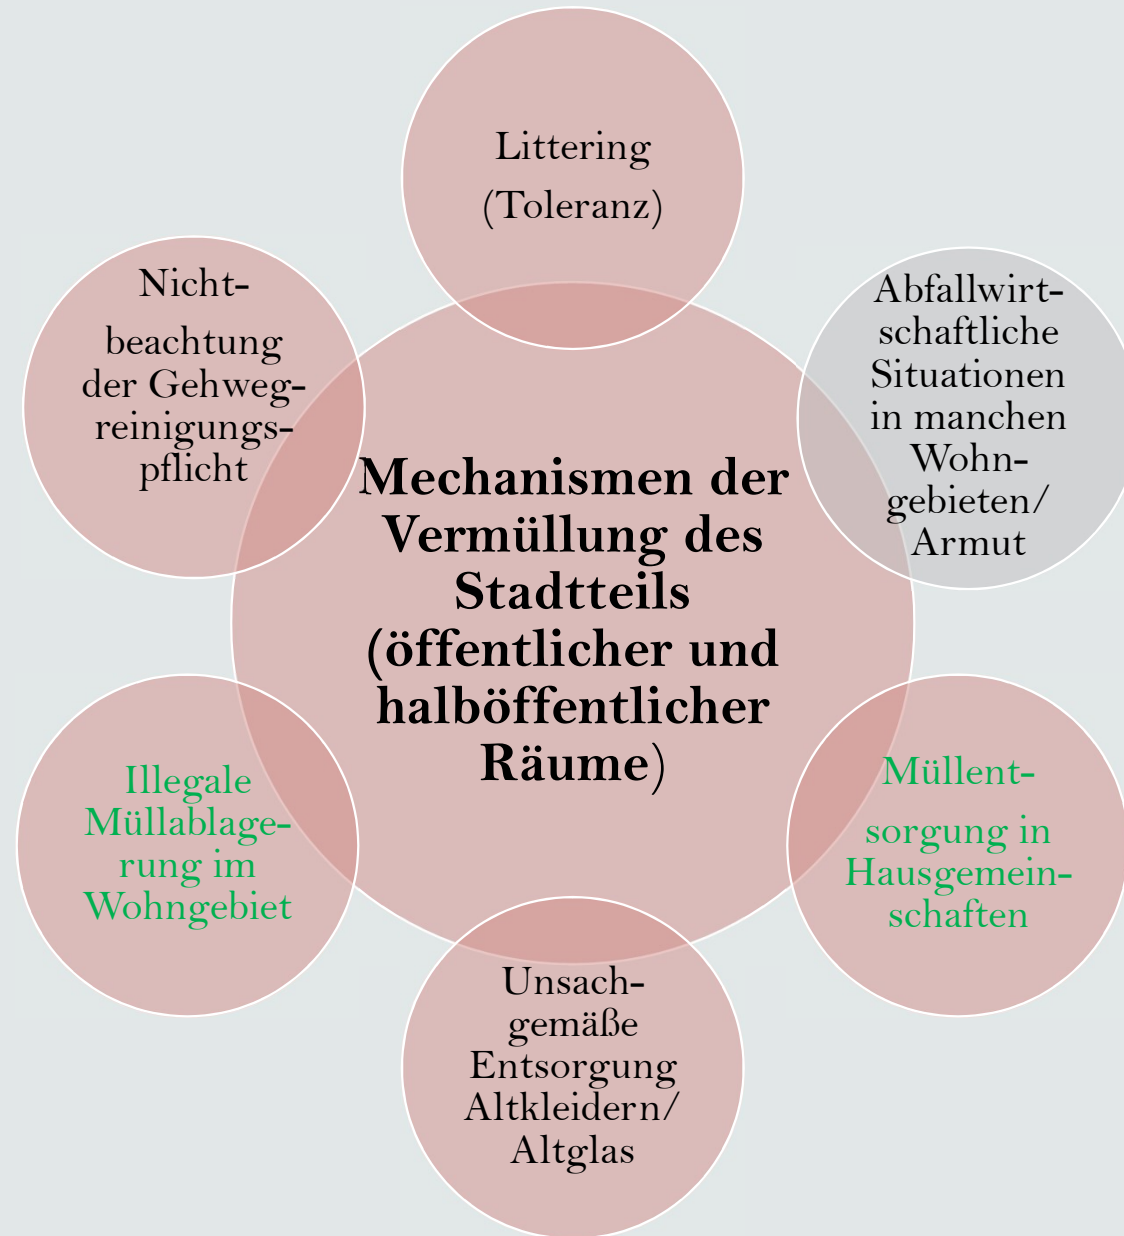 Littering
(Toleranz)
Abfallwirt-
schaftliche
Situationen
in manchen
Wohn-
gebieten/
Armut
Müllent-
sorgung in
Hausgemein-
schaften
Unsach-
gemäße
Entsorgung
Altkleidern/
Altglas
Illegale
Müllablage-
rung im
Wohngebiet
Nicht-
beachtung
der Gehweg-
reinigungs-
pflicht
Mechanismen der
Vermüllung des
Stadtteils
(öffentlicher und
halböffentlicher
Räume)